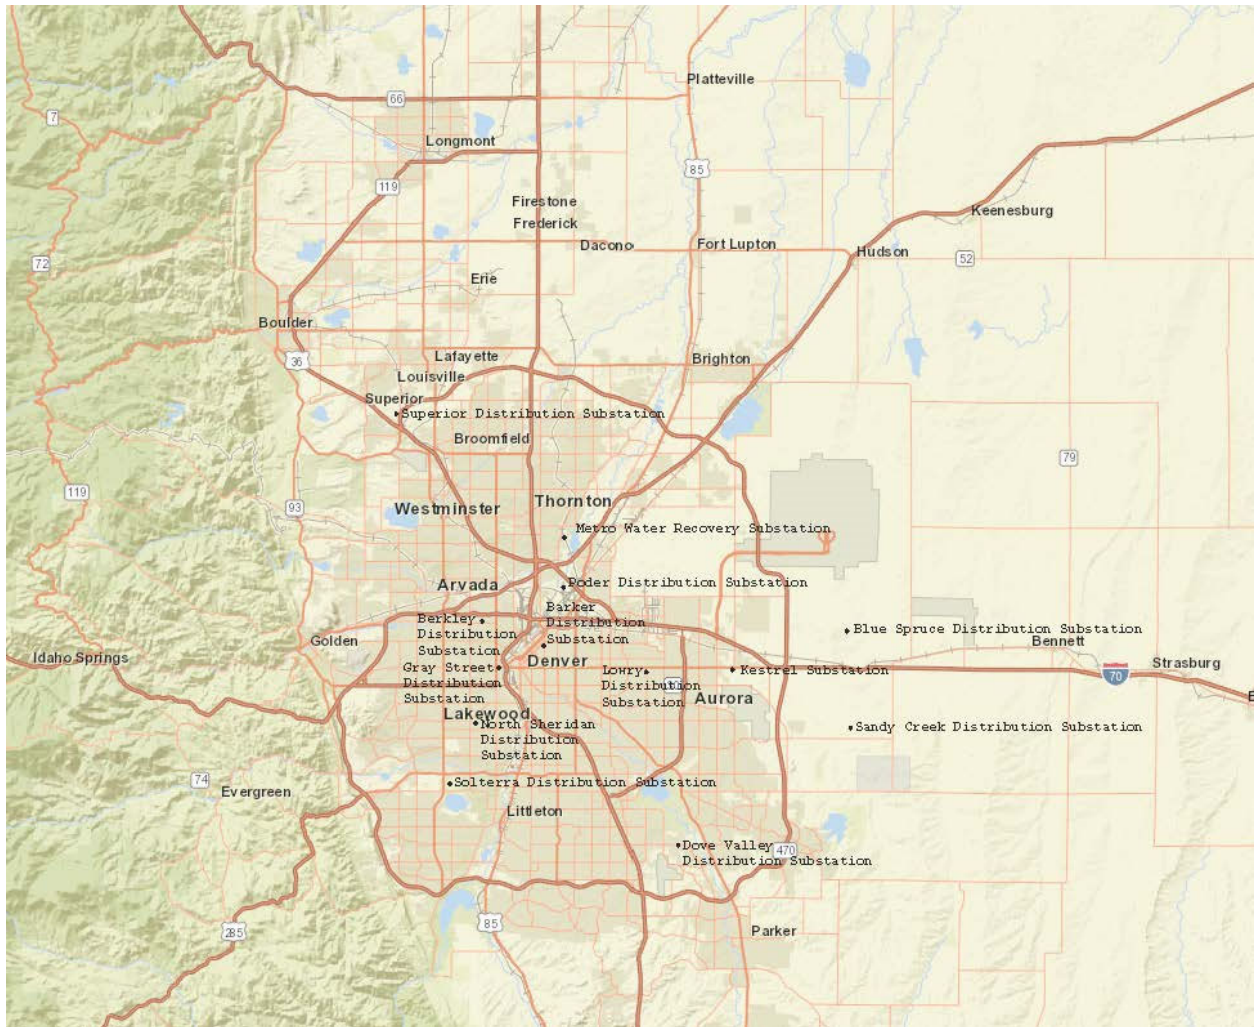 Platteville
66
7
Longmont
85
119
Firestone
Frederick
Keenesburg
Dacono
Fort Lupton
Hudson
72
52
Erie
Boulder
36
Lafayette
Brighton
Louisville
Superior
Superior Distribution Substation
Broomfield
79
119
93
Westminster
Thornton
Metro Water Recovery Substation
Arvada
Poder Distribution Substation
Barker
Distribution
Substation
Berkley
Distribution
Substation
Blue Spruce Distribution Substation
Golden
Bennett
Idaho Springs
Denver
Strasburg
Gray Street
Distribution
Substation
Lowry
Distribution
Substation
Kestrel Substation
70
Aurora
Lakewood
North Sheridan
Distribution
Substation
Sandy Creek Distribution Substation
74
Evergreen
Solterra Distribution Substation
Littleton
Dove Valley
Distribution Substation
470
85
285
Parker